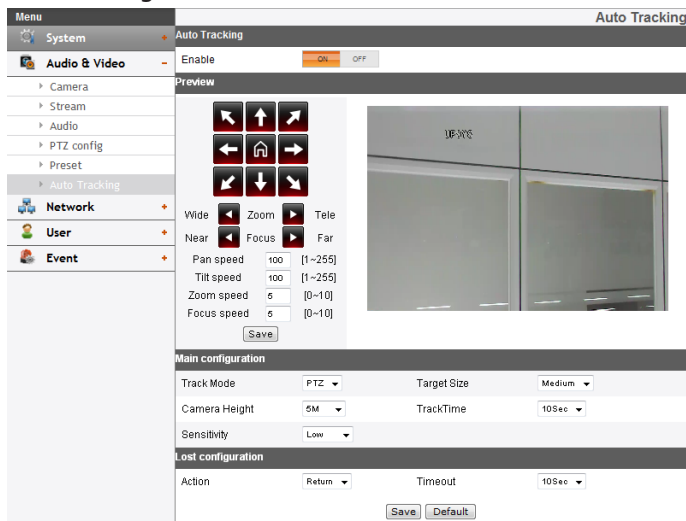 Menu
Auto Tracking
System +
Auto Tracking
Audio & Video -
Enable ON OFF
Camera
Preview
Stream
Audio
PTZ config
Preset
Auto Tracking
Network +
User +
Event +
Wide Zoom Tele
Near Focus Far
Pan speed 100 [1~255]
Tilt speed 100 [1~255]
Zoom speed 5 [0~10]
Focus speed 5 [0~10]
Save
Main configuration
Track Mode PTZ Target Size Medium
Camera Height 5M TrackTime 10Sec
Sensitivity Low
Lost configuration
Action Return Timeout 10Sec
Save Default